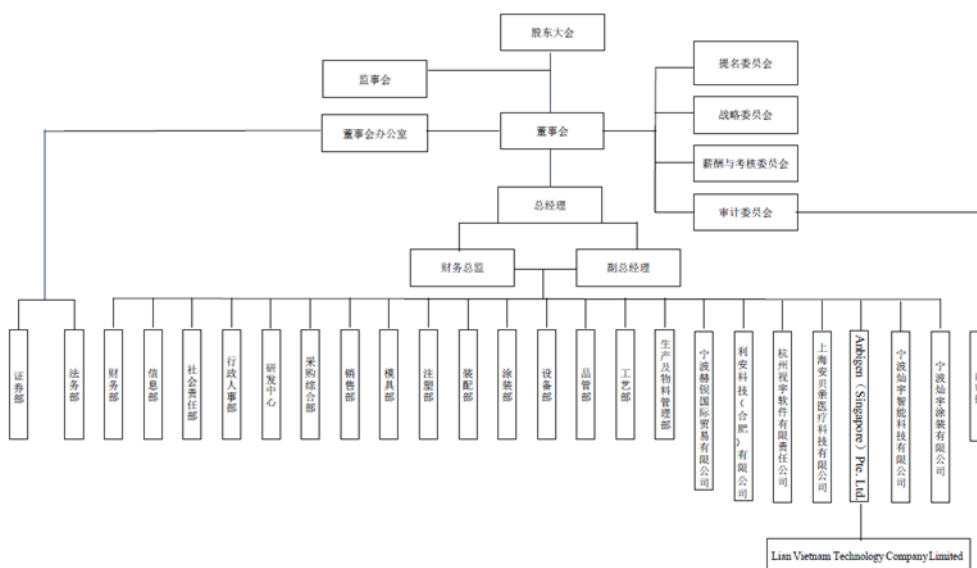 股东大会
提名委员会
监事会
战略委员会
董事会办公室
董事会
薪酬与考核委员会
总经理
审计委员会
财务总监
副总经理
证券部
法务部
财务部
信息部
社会责任部
行政人事部
研发中心
采购综合部
销售部
模具部
注塑部
装配部
涂装部
设备部
品管部
工艺部
生产及物料管理部
宁波赫钡国际贸易有限公司
利安科技(合肥)有限公司
杭州祝宇软件有限责任公司
上海安贝亲医疗科技有限公司
Anbigen（Singapore）Pte. Ltd.
宁波灿宇智能科技有限公司
宁波灿宇涂装有限公司
Lian Vietnam Technology Company Limited